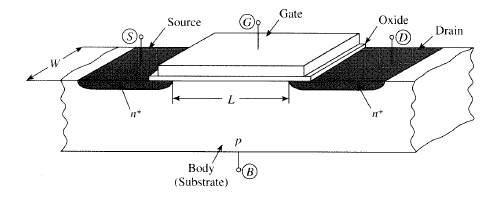 Source
Gate
Oxide
Drain
S
G
D
W
L
n⁺
n⁺
p
Body
(Substrate)
B